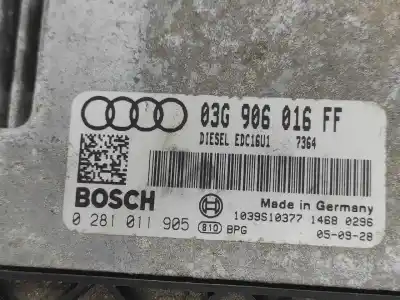 03G 906 016 FF
DIESEL EDC16U1 7364
BOSCH
Made in Germany
1039S10377 1468 0296
0 281 011 905 810 BPG 05-09-28